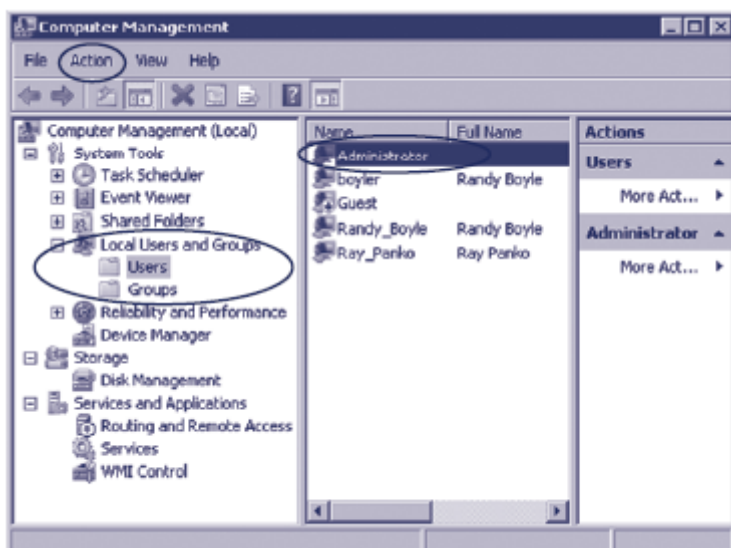 Computer Management
File Action View Help
Computer Management (Local)
System Tools
Task Scheduler
Event Viewer
Shared Folders
Local Users and Groups
Users
Groups
Reliability and Performance
Device Manager
Storage
Disk Management
Services and Applications
Routing and Remote Access
Services
WMI Control
Name Full Name
Administrator
boyler Randy Boyle
Guest
Randy_Boyle Randy Boyle
Ray_Panko Ray Panko
Actions
Users
More Act...
Administrator
More Act...